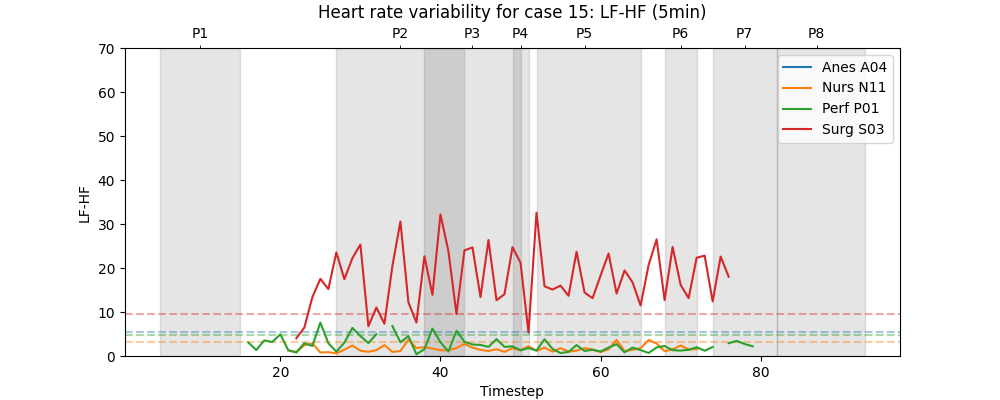 Heart rate variability for case 15: LF-HF (5min)
P1 P2 P3 P4 P5 P6 P7 P8
70
60
50
40
30
20
10
0
LF-HF
Anes A04
Nurs N11
Perf P01
Surg S03
20 40 60 80
Timestep